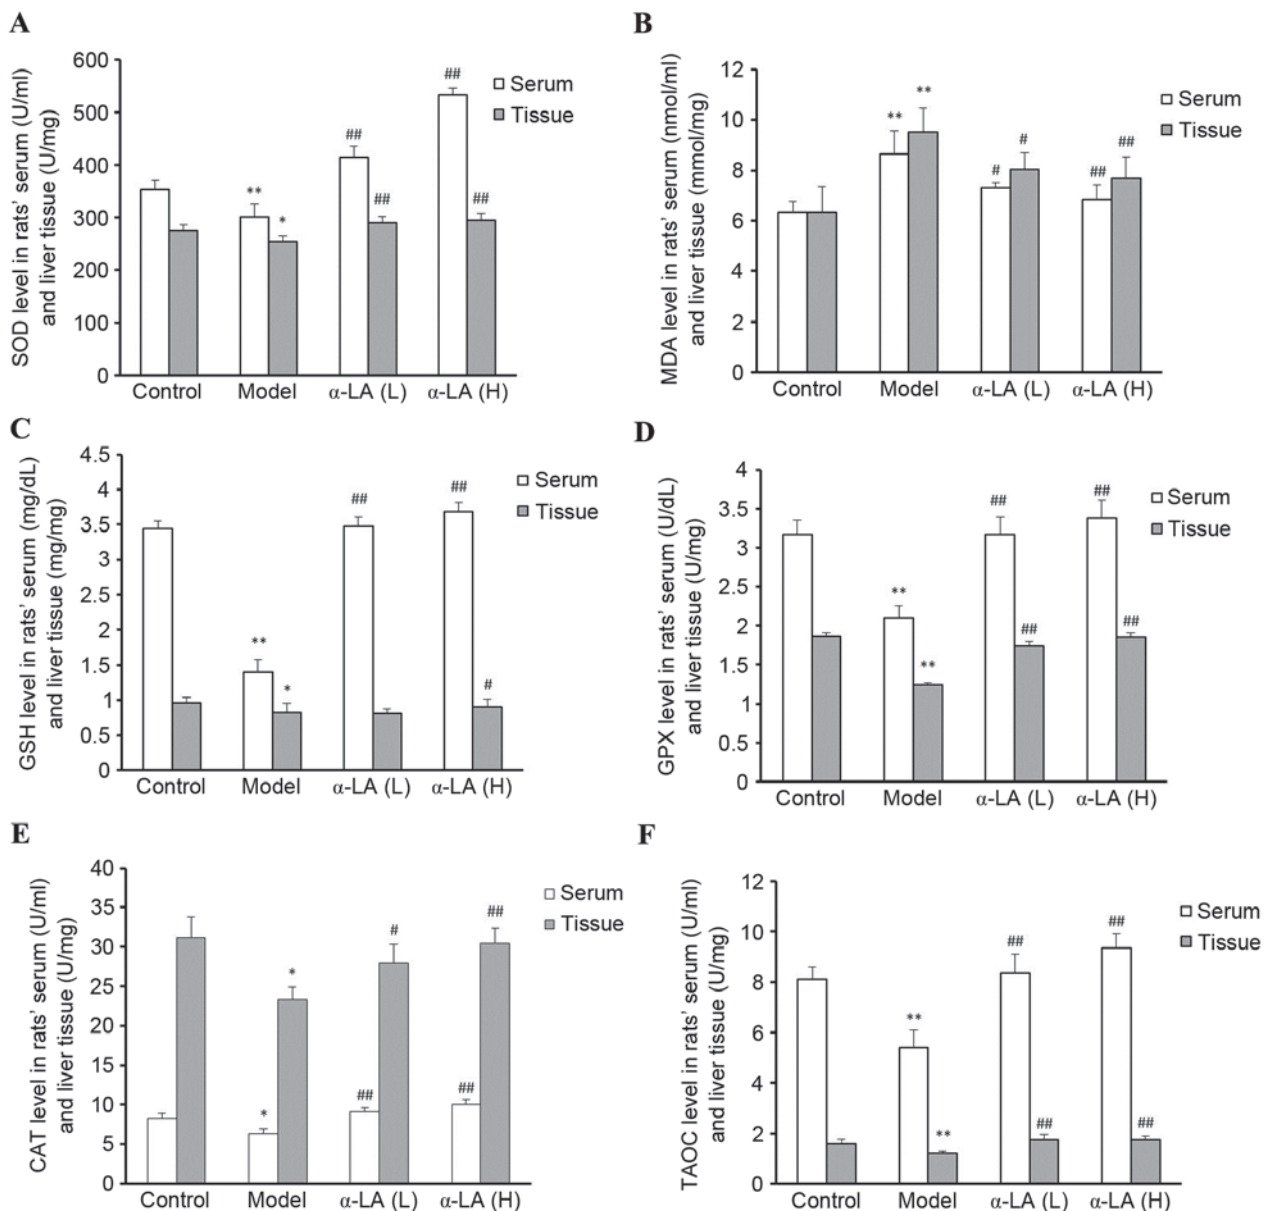 A
SOD level in rats' serum (U/ml)
and liver tissue (U/mg)
600
500
400
300
200
100
0
##
##
##
##
**
*
Serum
Tissue
Control
Model
α-LA (L)
α-LA (H)
B
MDA level in rats' serum (nmol/ml)
and liver tissue (mmol/mg)
12
10
8
6
4
2
0
**
**
#
#
##
##
Serum
Tissue
Control
Model
α-LA (L)
α-LA (H)
C
GSH level in rats' serum (mg/dL)
and liver tissue (mg/mg)
4.5
4
3.5
3
2.5
2
1.5
1
0.5
0
**
*
##
##
#
Serum
Tissue
Control
Model
α-LA (L)
α-LA (H)
D
GPX level in rats' serum (U/dL)
and liver tissue (U/mg)
4
3.5
3
2.5
2
1.5
1
0.5
0
**
**
##
##
##
##
Serum
Tissue
Control
Model
α-LA (L)
α-LA (H)
E
CAT level in rats' serum (U/ml)
and liver tissue (U/mg)
40
35
30
25
20
15
10
5
0
*
*
##
#
##
##
Serum
Tissue
Control
Model
α-LA (L)
α-LA (H)
F
TAOC level in rats' serum (U/ml)
and liver tissue (U/mg)
12
10
8
6
4
2
0
**
**
##
##
##
##
Serum
Tissue
Control
Model
α-LA (L)
α-LA (H)